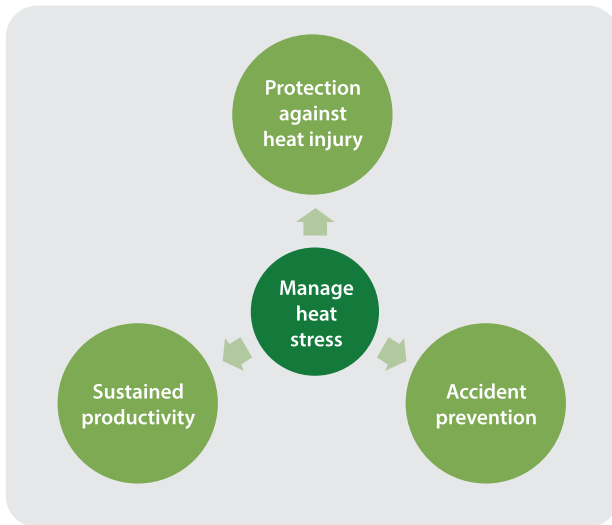 Protection
against
heat injury
Manage
heat
stress
Sustained
productivity
Accident
prevention